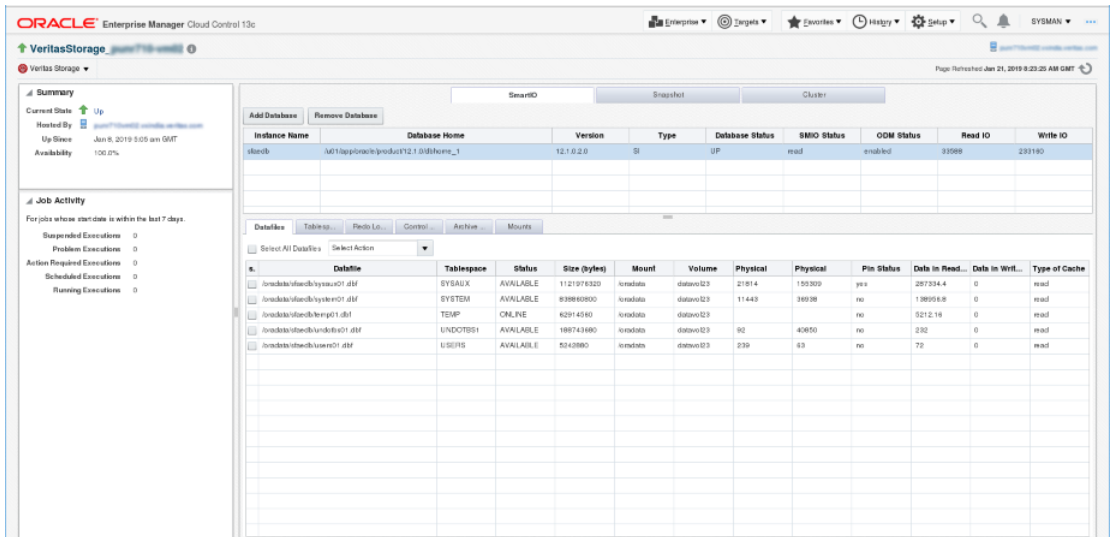 ORACLE Enterprise Manager Cloud Control 13c
Enterprise Targets Favorites History Setup SYSMAN
VeritasStorage_
Veritas Storage
Page Refreshed Jan 21, 2019 8:23:25 AM GMT
Summary
Current State Up
Hosted By
Up Since Jan 8, 2019 5:05 am GMT
Availability 100.0%
Job Activity
For jobs whose start date is within the last 7 days.
Suspended Executions 0
Problem Executions 0
Action Required Executions 0
Scheduled Executions 0
Running Executions 0
SmartIO Snapshot Cluster
Add Database Remove Database
Instance Name Database Home Version Type Database Status SMIO Status ODM Status Read IO Write IO
sfaedb /u01/app/oracle/product/12.1.0/dbhome_1 12.1.0.2.0 SI UP read enabled 33588 233180
Datafiles Tablesp... Redo Lo... Control ... Archive ... Mounts
Select All Datafiles Select Action
s. Datafile Tablespace Status Size (bytes) Mount Volume Physical Physical Pin Status Data in Read... Data in Writ... Type of Cache
/oradata/sfaedb/sysaux01.dbf SYSAUX AVAILABLE 1121976320 /oradata datavol23 21814 155309 yes 287334.4 0 read
/oradata/sfaedb/system01.dbf SYSTEM AVAILABLE 838860800 /oradata datavol23 11443 36938 no 138956.8 0 read
/oradata/sfaedb/temp01.dbf TEMP ONLINE 62914560 /oradata datavol23 no 5212.16 0 read
/oradata/sfaedb/undotbs01.dbf UNDOTBS1 AVAILABLE 188743680 /oradata datavol23 92 40850 no 232 0 read
/oradata/sfaedb/users01.dbf USERS AVAILABLE 5242880 /oradata datavol23 239 63 no 72 0 read